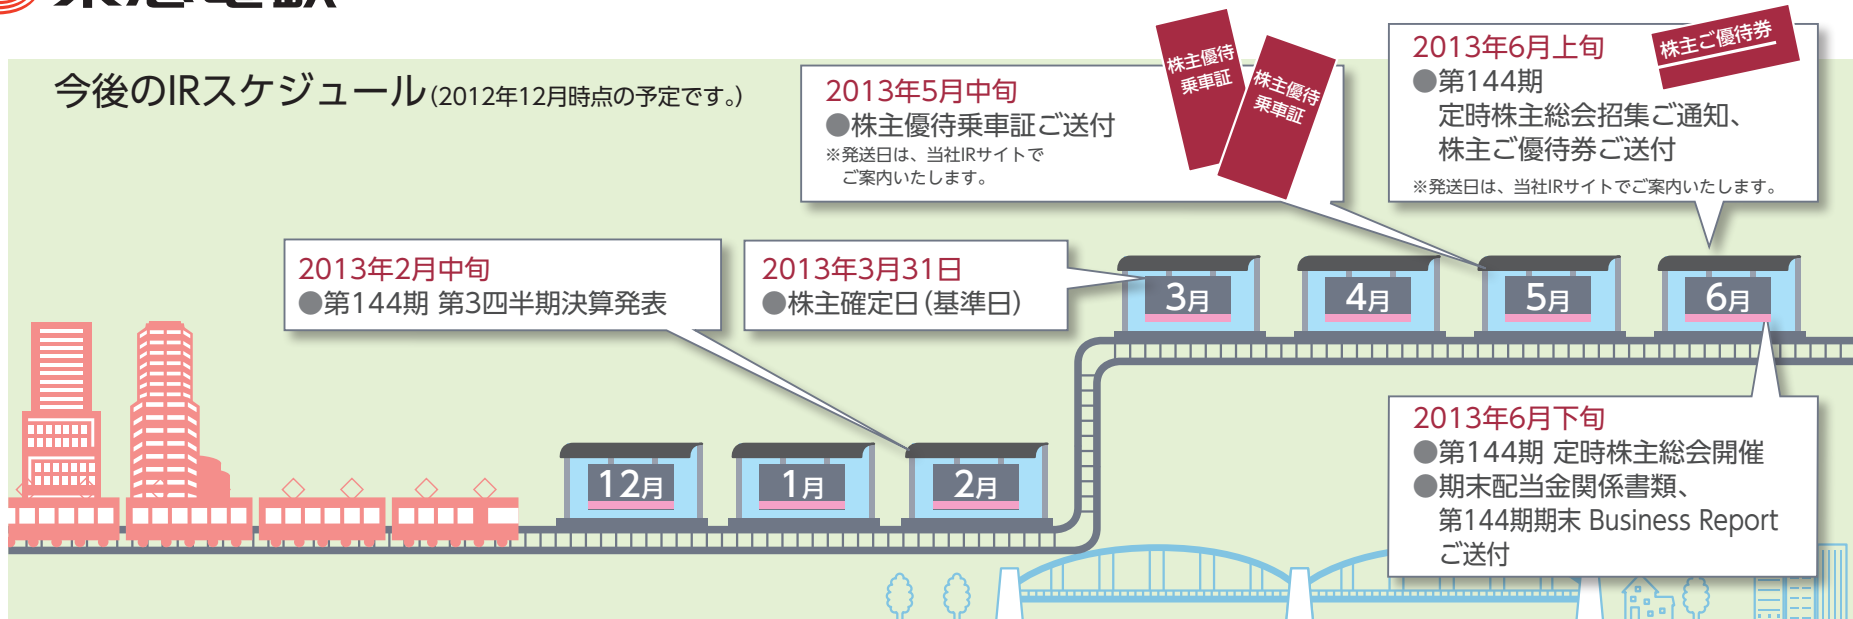 今後のIRスケジュール(2012年12月時点の予定です。)
2013年2月中旬
●第144期 第3四半期決算発表
2013年3月31日
●株主確定日(基準日)
2013年5月中旬
●株主優待乗車証ご送付
※発送日は、当社IRサイトで
ご案内いたします。
株主優待
乗車証
株主優待
乗車証
2013年6月上旬
●第144期
定時株主総会招集ご通知、
株主ご優待券ご送付
※発送日は、当社IRサイトでご案内いたします。
株主ご優待券
12月
1月
2月
3月
4月
5月
6月
2013年6月下旬
●第144期 定時株主総会開催
●期末配当金関係書類、
第144期期末 Business Report
ご送付